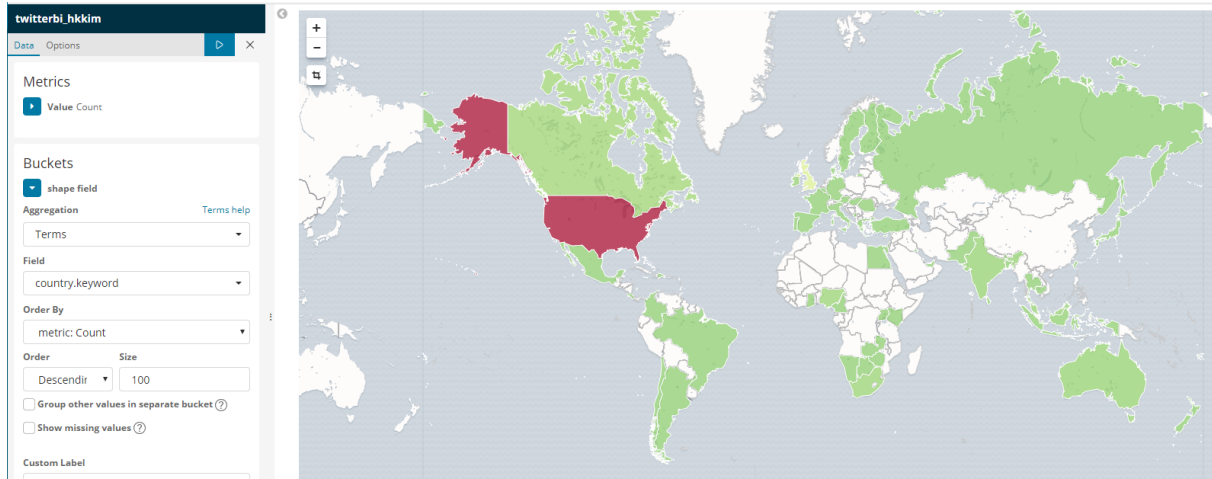 twitterbi_hkkim
Data Options
Metrics
Value Count
Buckets
shape field
Aggregation Terms help
Terms
Field
country.keyword
Order By
metric: Count
Order Size
Descendir 100
Group other values in separate bucket ?
Show missing values ?
Custom Label
+
−